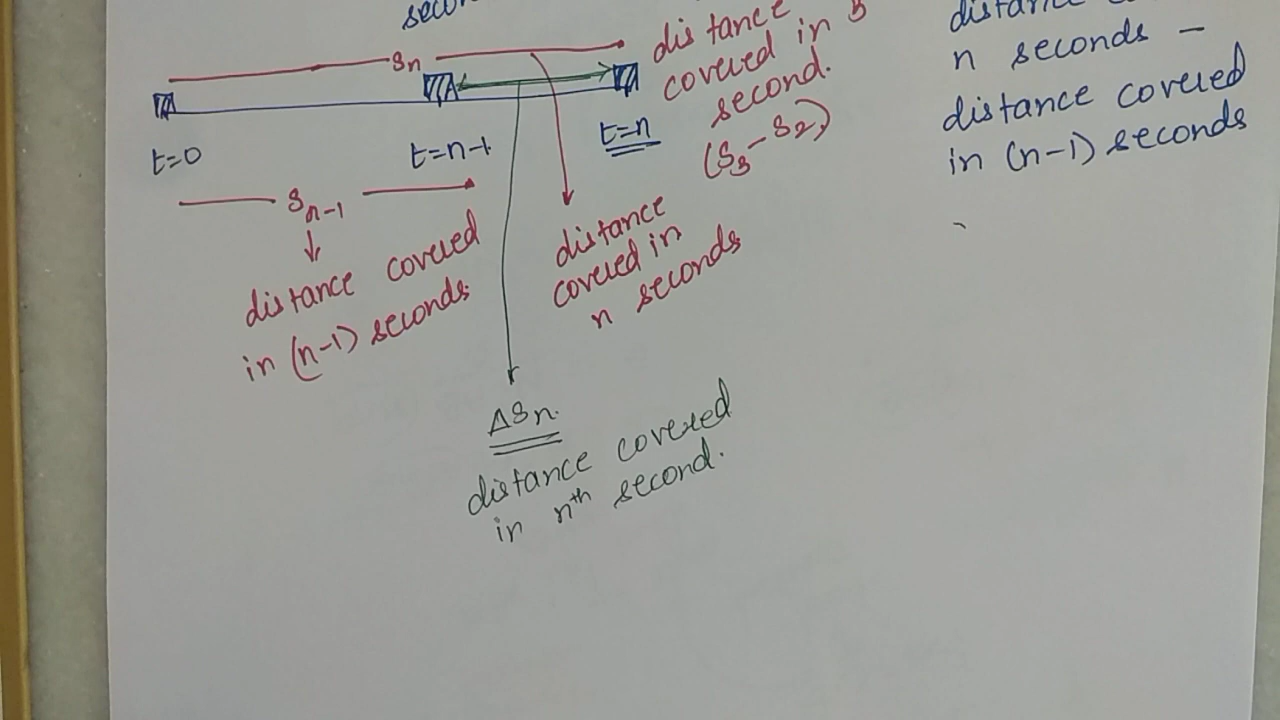 secon
Sn
t=0
t=n-1
t=n
Sn-1
distance covered
in (n-1) seconds
distance
covered in
second.
(S3-S2)
distance
covered in
n seconds
ΔSn.
distance covered
in nth second.
n seconds -
distance covered
in (n-1) seconds